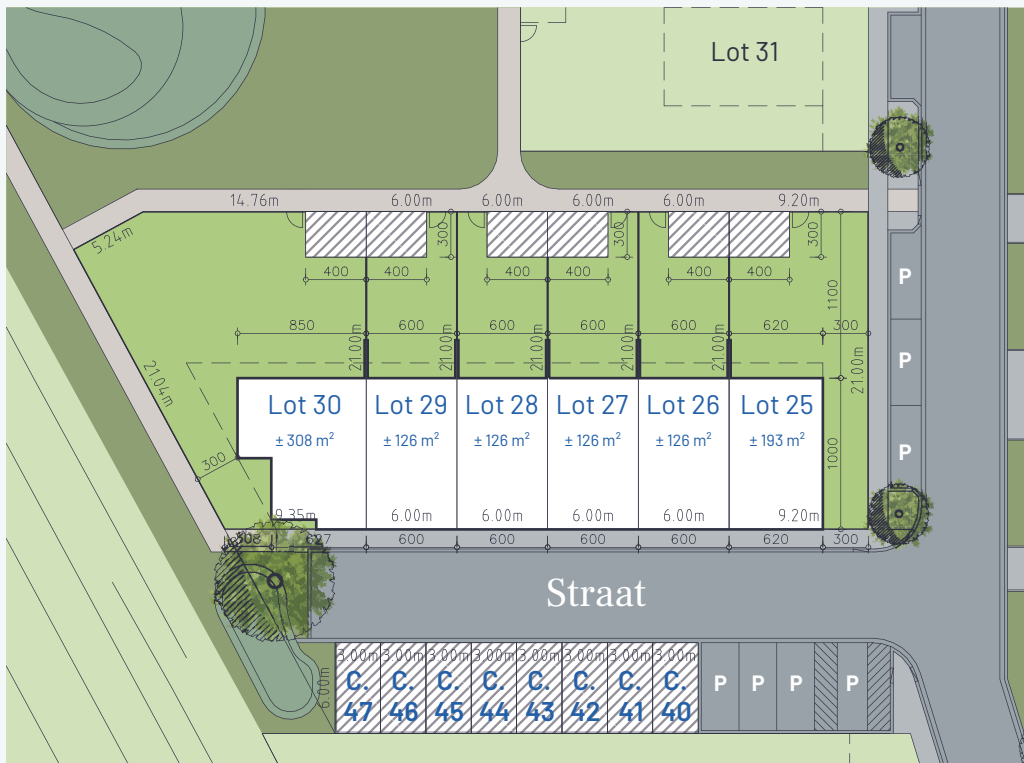 Lot 31
14.76m 6.00m 6.00m 6.00m 9.20m
5.24m
300 300 300
400 400 400 400 400 400
P
1100
850 600 600 600 600 620 300
21.00m 21.00m 21.00m 21.00m 21.00m 21.00m
P
21.04m
Lot 30 Lot 29 Lot 28 Lot 27 Lot 26 Lot 25
± 308 m² ± 126 m² ± 126 m² ± 126 m² ± 126 m² ± 193 m²
300
1000
P
9.35m 6.00m 6.00m 6.00m 6.00m 9.20m
308 627 600 600 600 600 620 300
Straat
3.00m 3.00m 3.00m 3.00m 3.00m 3.00m 3.00m 3.00m
6.00m
C. C. C. C. C. C. C. C.
47 46 45 44 43 42 41 40
P P P P